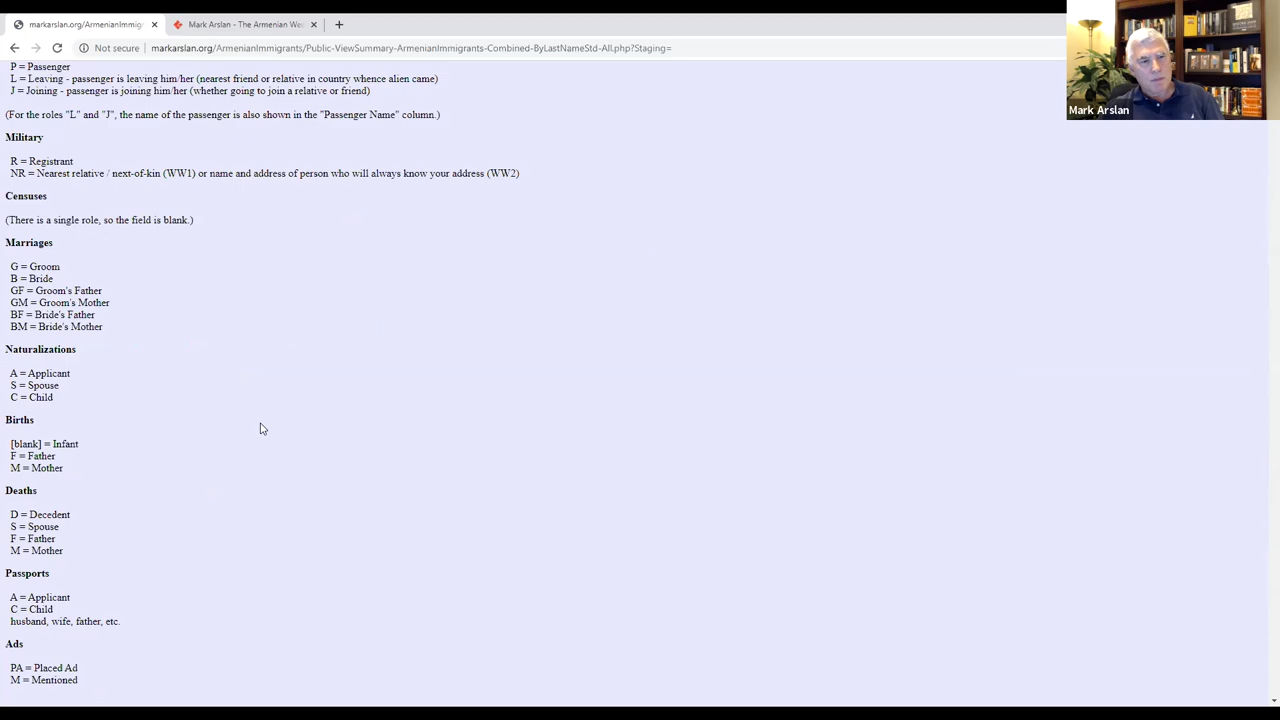 markarslan.org/ArmenianImmig
Mark Arslan - The Armenian Wee
Not secure
markarslan.org/ArmenianImmigrants/Public-ViewSummary-ArmenianImmigrants-Combined-ByLastNameStd-All.php?Staging=
Mark Arslan
P = Passenger
L = Leaving - passenger is leaving him/her (nearest friend or relative in country whence alien came)
J = Joining - passenger is joining him/her (whether going to join a relative or friend)
(For the roles "L" and "J", the name of the passenger is also shown in the "Passenger Name" column.)
Military
R = Registrant
NR = Nearest relative / next-of-kin (WW1) or name and address of person who will always know your address (WW2)
Censuses
(There is a single role, so the field is blank.)
Marriages
G = Groom
B = Bride
GF = Groom's Father
GM = Groom's Mother
BF = Bride's Father
BM = Bride's Mother
Naturalizations
A = Applicant
S = Spouse
C = Child
Births
[blank] = Infant
F = Father
M = Mother
Deaths
D = Decedent
S = Spouse
F = Father
M = Mother
Passports
A = Applicant
C = Child
husband, wife, father, etc.
Ads
PA = Placed Ad
M = Mentioned